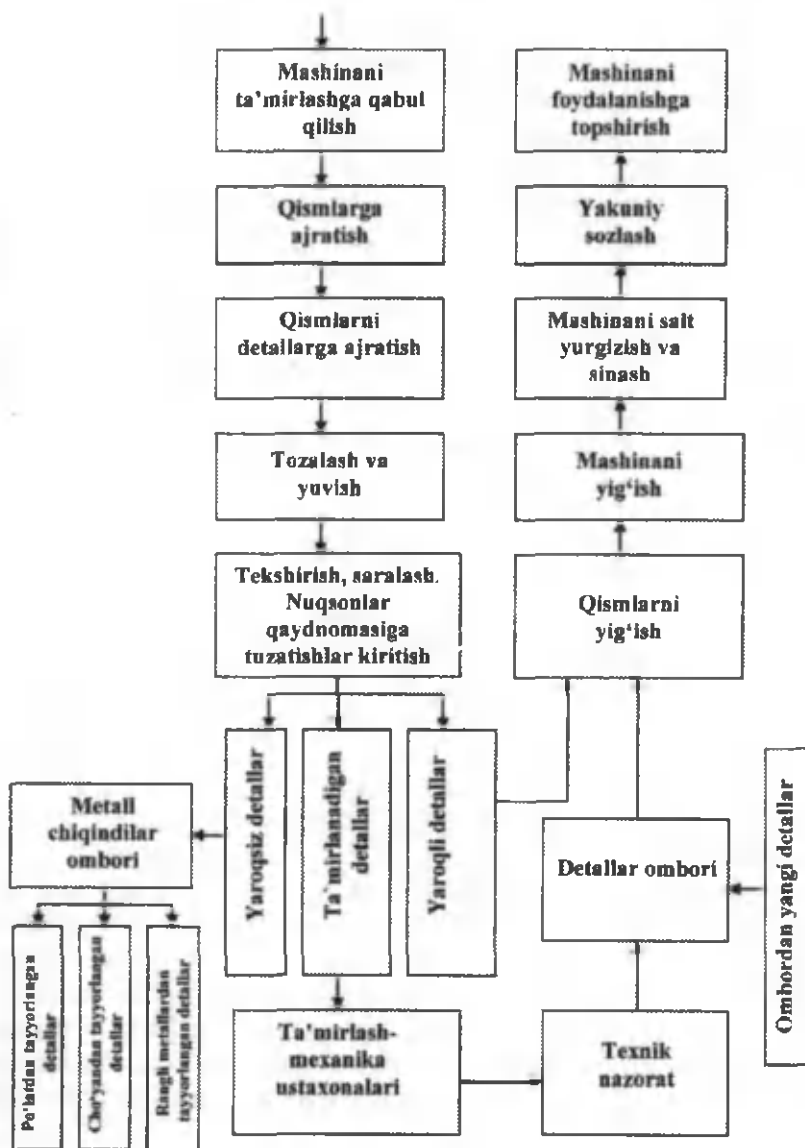 Mashinani
ta'mirlashga qabul
qilish
Qismlarga
ajratish
Qismlarni
detallarga ajratish
Tozalash va
yuvish
Tekshirish, saralash.
Nuqsonlar
qaydnomasiga
tuzatishlar kiritish
Yaroqsiz detallar
Ta`mirlanadigan
detallar
Yaroqli detallar
Metall
chiqindilar
ombori
Po'latdan tayyorlangan
detallar
Cho'yandan tayyorlangan
detallar
Rangli metallardan
tayyorlangan detallar
Ta'mirlash-
mexanika
ustaxonalari
Texnik
nazorat
Detallar ombori
Ombordan yangi detallar
Qismlarni
yig‘ish
Mashinani
yig‘ish
Mashinani salt
yurgizish va
sinash
Yakuniy
sozlash
Mashinani
foydalanishga
topshirish